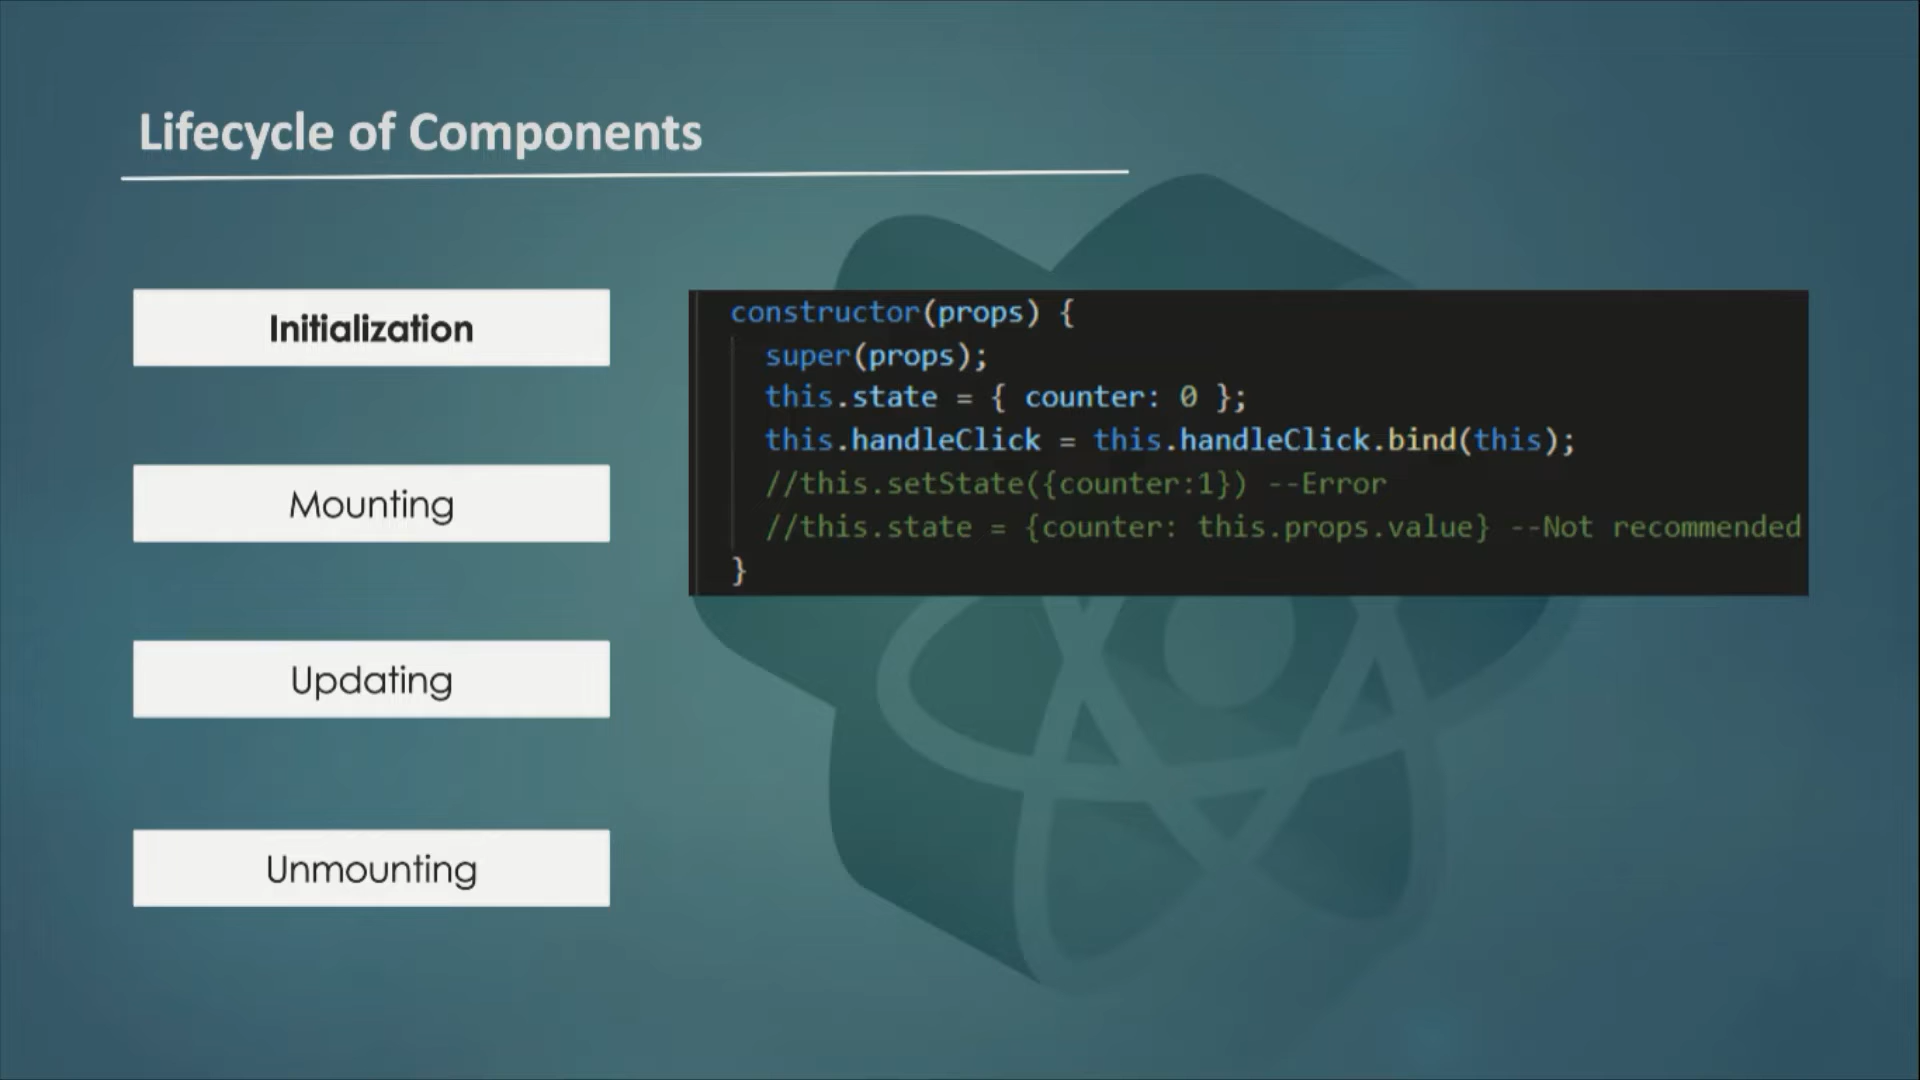 Lifecycle of Components
Initialization
Mounting
Updating
Unmounting
constructor(props) {
super(props);
this.state = { counter: 0 };
this.handleClick = this.handleClick.bind(this);
//this.setState({counter:1}) --Error
//this.state = {counter: this.props.value} --Not recommended
}